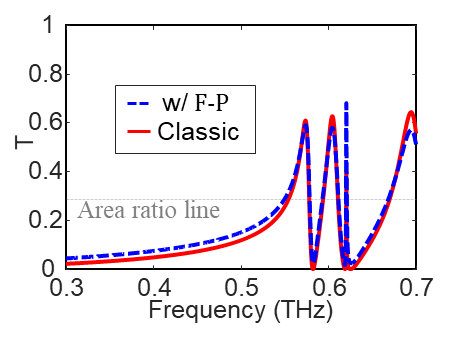 1
0.8
0.6
0.4
0.2
0
T
w/ F-P
Classic
Area ratio line
0.3 0.4 0.5 0.6 0.7
Frequency (THz)